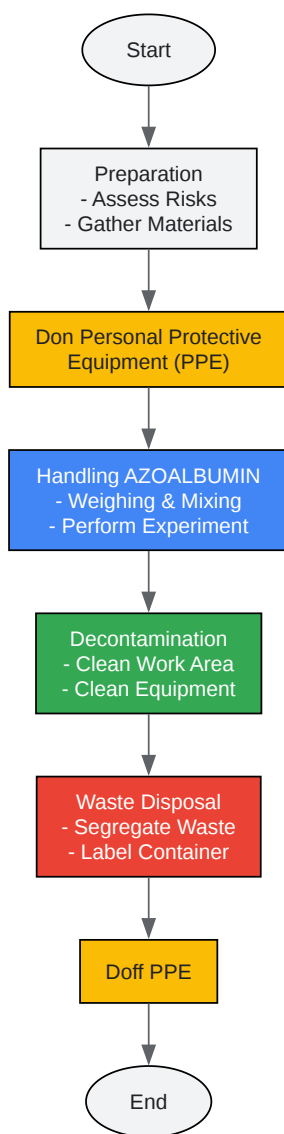 Start
Preparation
- Assess Risks
- Gather Materials
Don Personal Protective
Equipment (PPE)
Handling AZOALBUMIN
- Weighing & Mixing
- Perform Experiment
Decontamination
- Clean Work Area
- Clean Equipment
Waste Disposal
- Segregate Waste
- Label Container
Doff PPE
End